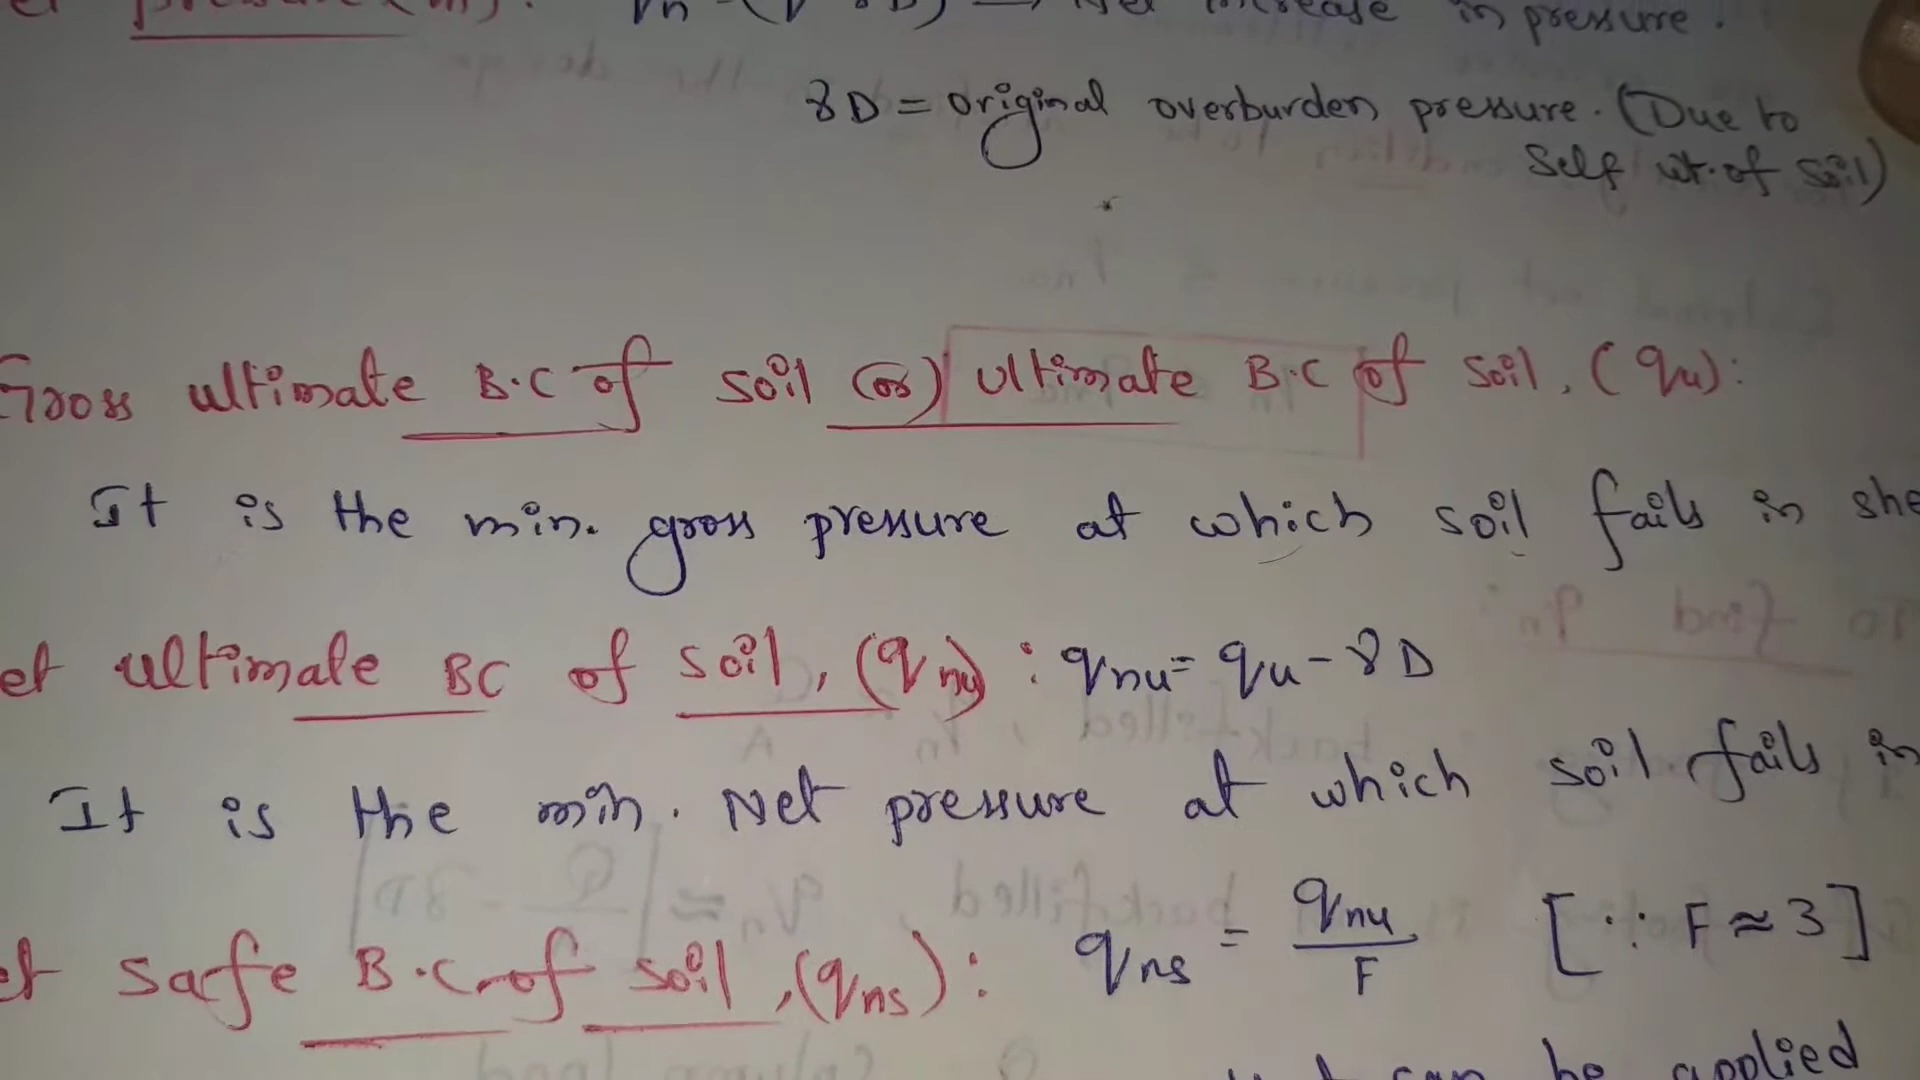 pressure
increase in pressure.
γD = original overburden pressure. (Due to
self wt. of soil)
Gross ultimate B.C of soil (or) ultimate B.C of soil, (qu):
It is the min. gross pressure at which soil fails in she
et ultimate BC of soil, (qnu) : qnu = qu - γD
It is the min. Net pressure at which soil fails in
et safe B.C of soil, (qns): qns = qnu / F [∵ F ≈ 3]
can be applied